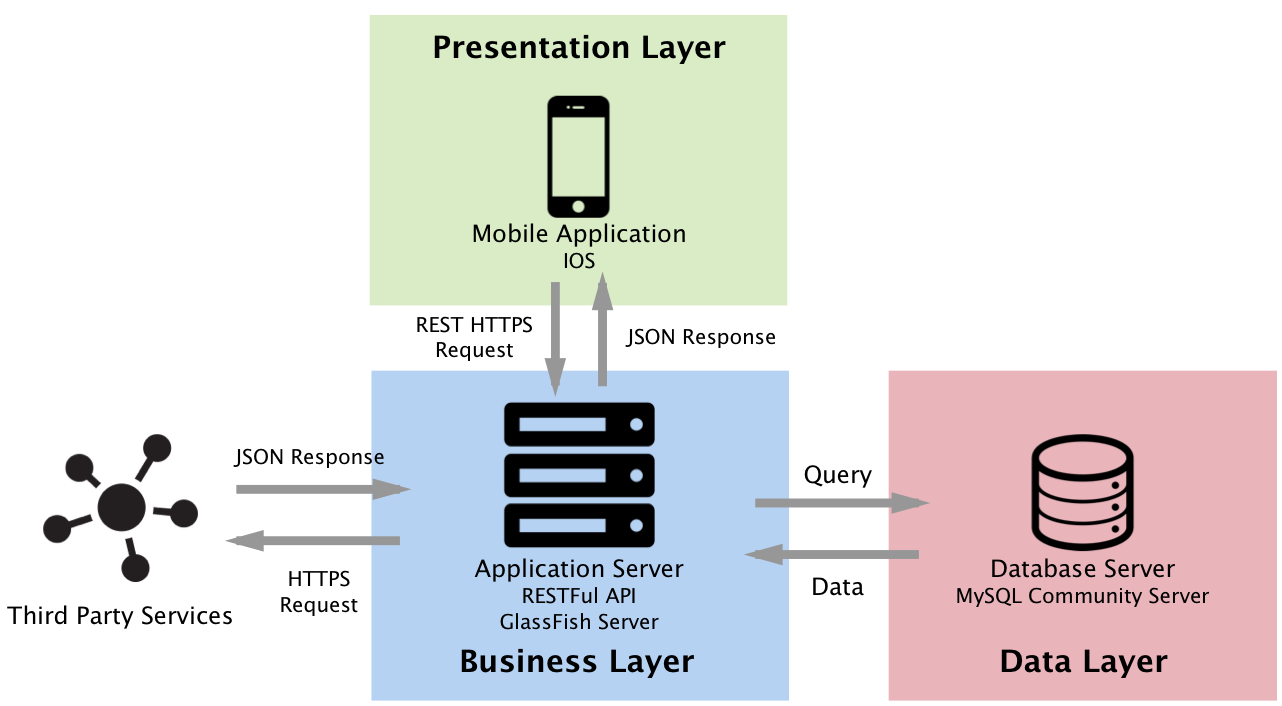 Presentation Layer
Mobile Application
IOS
REST HTTPS
Request
JSON Response
JSON Response
HTTPS
Request
Third Party Services
Application Server
RESTFul API
GlassFish Server
Business Layer
Query
Data
Database Server
MySQL Community Server
Data Layer